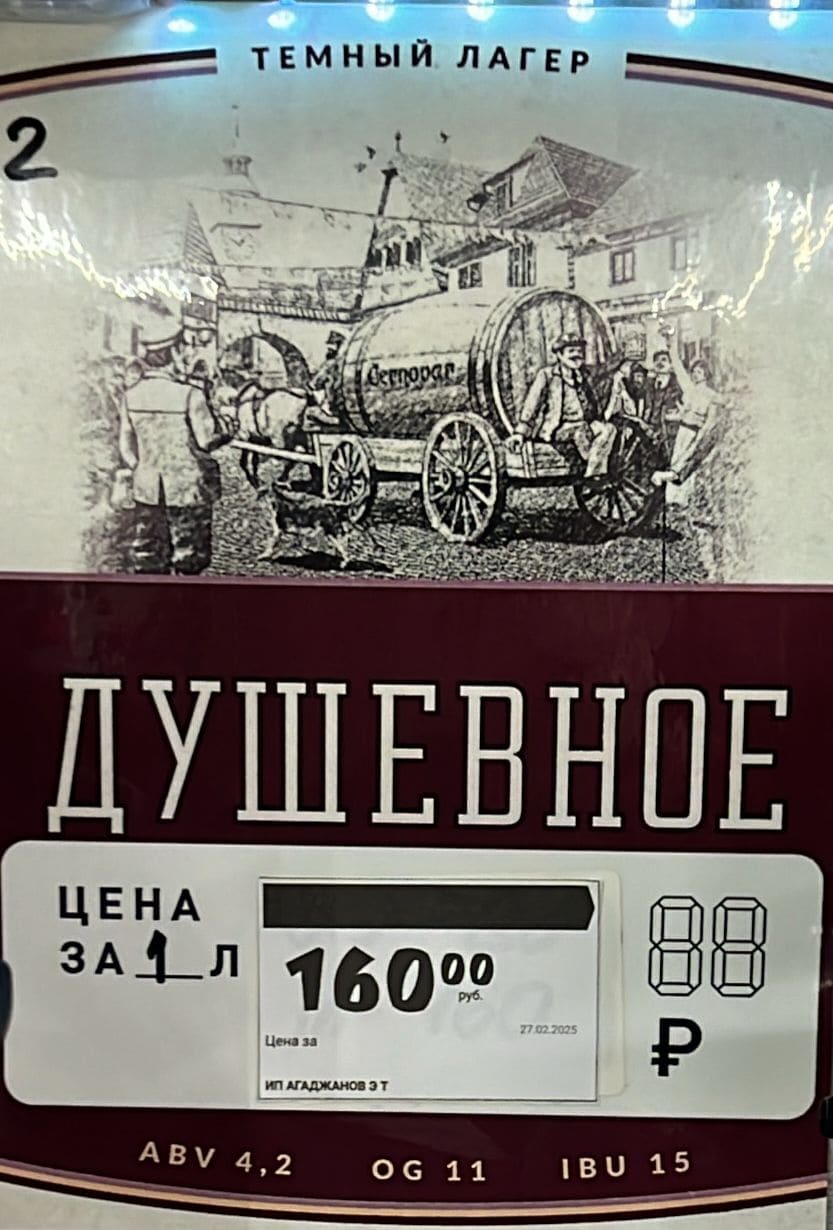 ТЕМНЫЙ ЛАГЕР
2
Cernovar
ДУШЕВНОЕ
ЦЕНА
ЗА 1 Л
160 00
руб.
27.02.2025
Цена за
ИП АГАДЖАНОВ Э Т
₽
ABV 4,2 OG 11 IBU 15